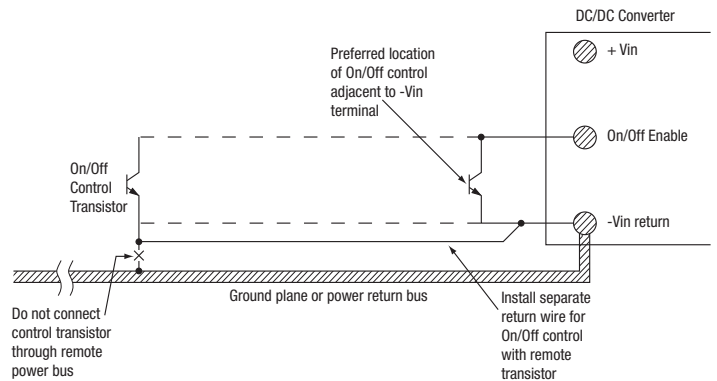 DC/DC Converter
+ Vin
Preferred location
of On/Off control
adjacent to -Vin
terminal
On/Off Enable
On/Off
Control
Transistor
-Vin return
Ground plane or power return bus
Do not connect
control transistor
through remote
power bus
Install separate
return wire for
On/Off control
with remote
transistor